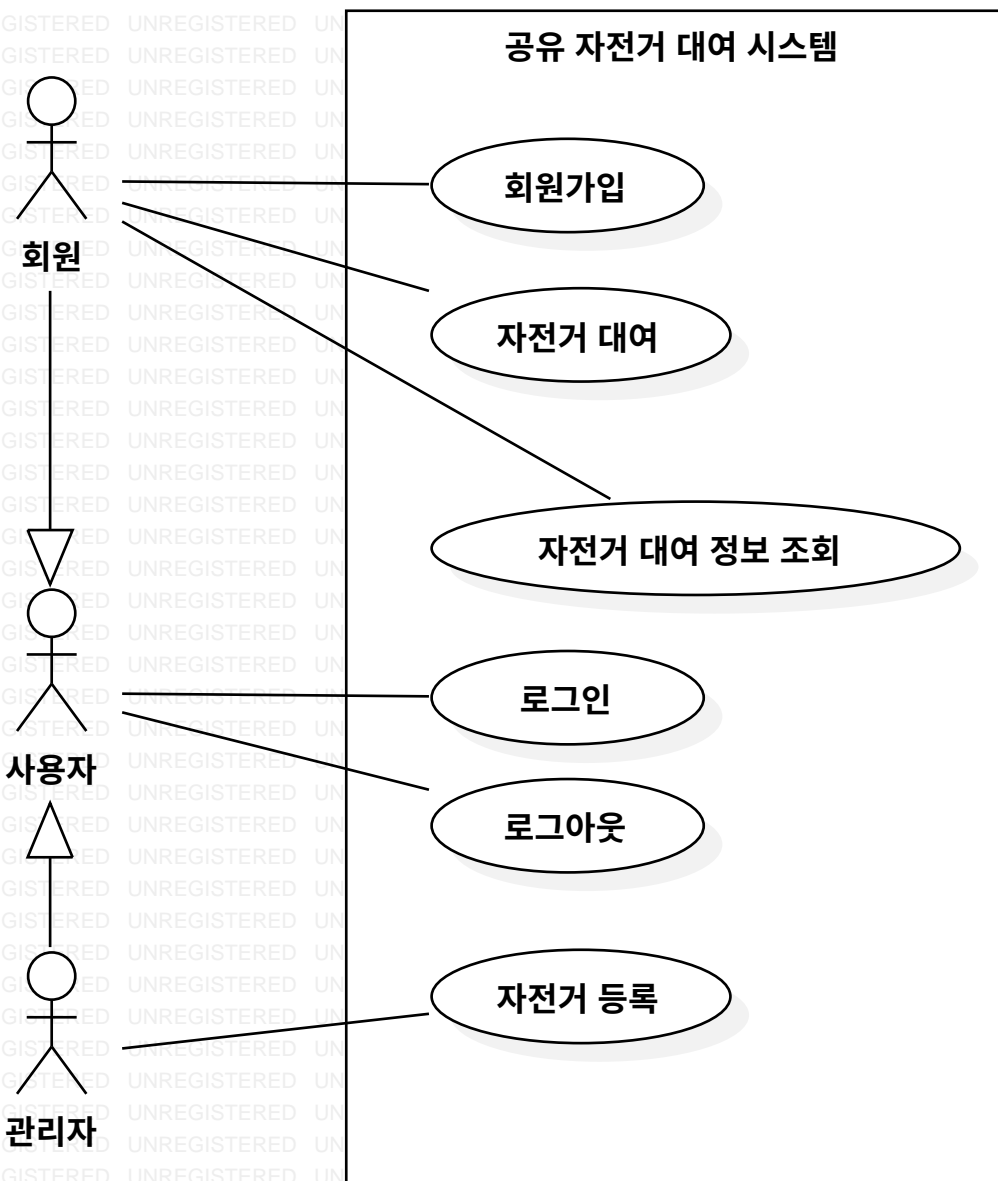 공유 자전거 대여 시스템
회원가입
회원
자전거 대여
자전거 대여 정보 조회
로그인
사용자
로그아웃
자전거 등록
관리자
UNREGISTERED